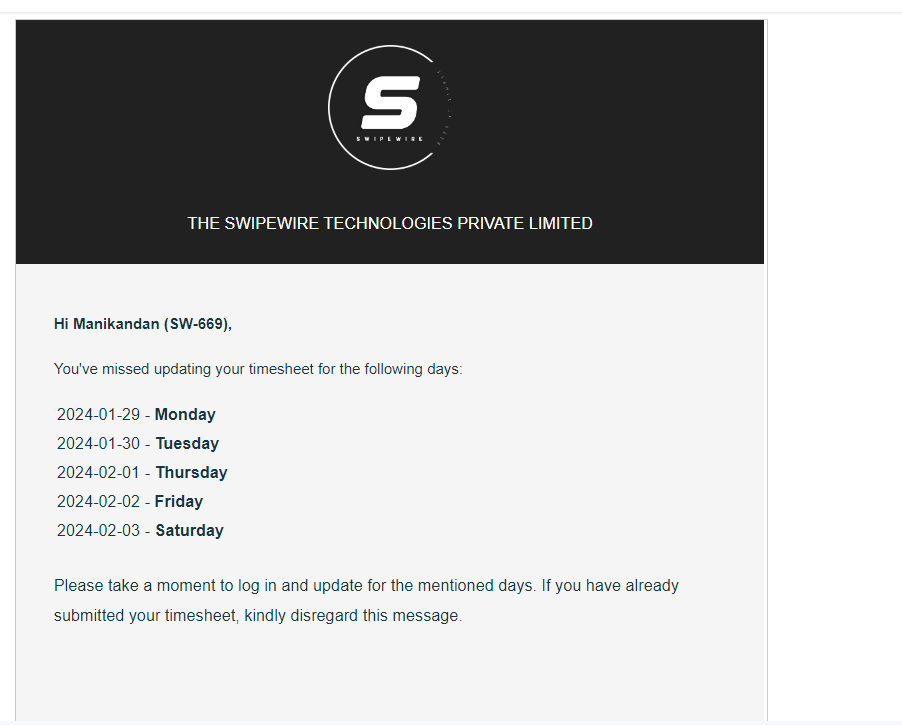 SWIPEWIRE
THE SWIPEWIRE TECHNOLOGIES PRIVATE LIMITED
Hi Manikandan (SW-669),
You've missed updating your timesheet for the following days:
2024-01-29 - Monday
2024-01-30 - Tuesday
2024-02-01 - Thursday
2024-02-02 - Friday
2024-02-03 - Saturday
Please take a moment to log in and update for the mentioned days. If you have already
submitted your timesheet, kindly disregard this message.